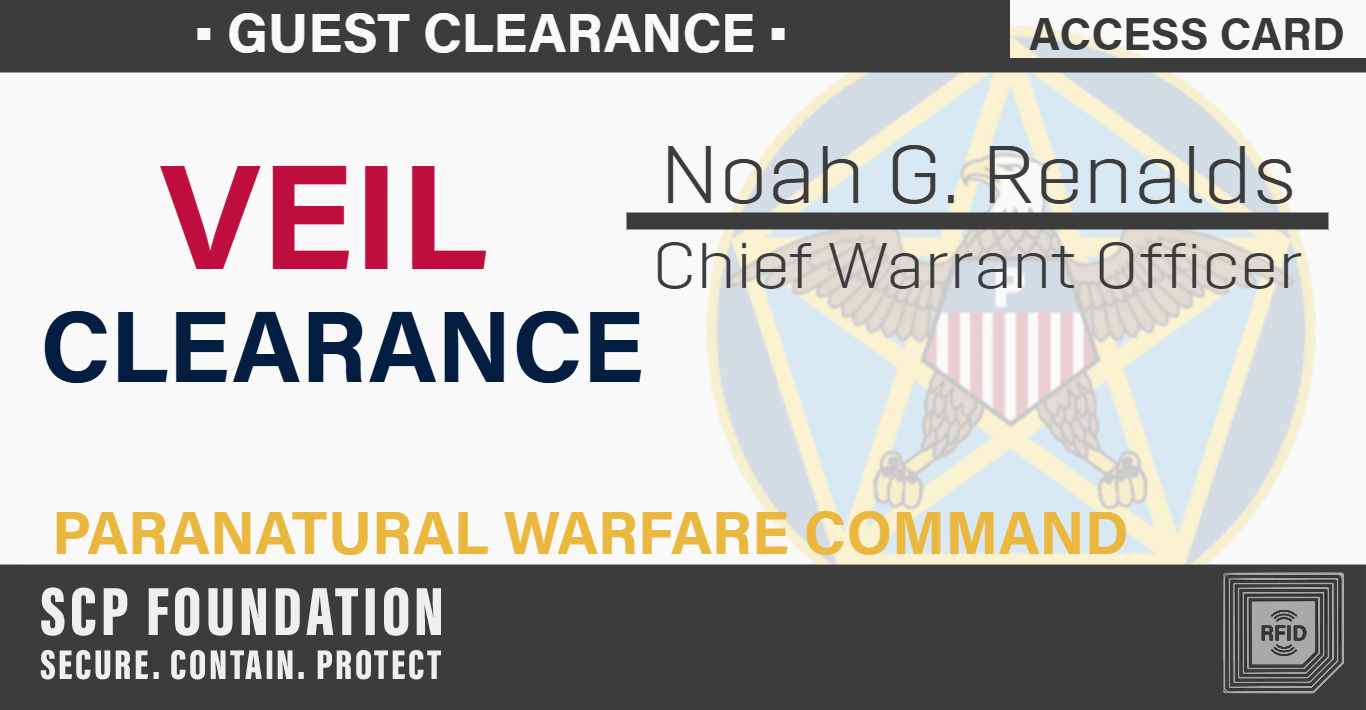 ▪ GUEST CLEARANCE ▪
ACCESS CARD
VEIL
CLEARANCE
Noah G. Renalds
Chief Warrant Officer
P
PARANATURAL WARFARE COMMAND
SCP FOUNDATION
SECURE. CONTAIN. PROTECT
RFID